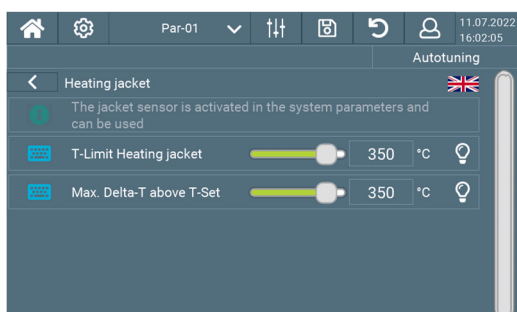 Par-01
11.07.2022
16:02:05
Autotuning
Heating jacket
The jacket sensor is activated in the system parameters and
can be used
T-Limit Heating jacket 350 °C
Max. Delta-T above T-Set 350 °C